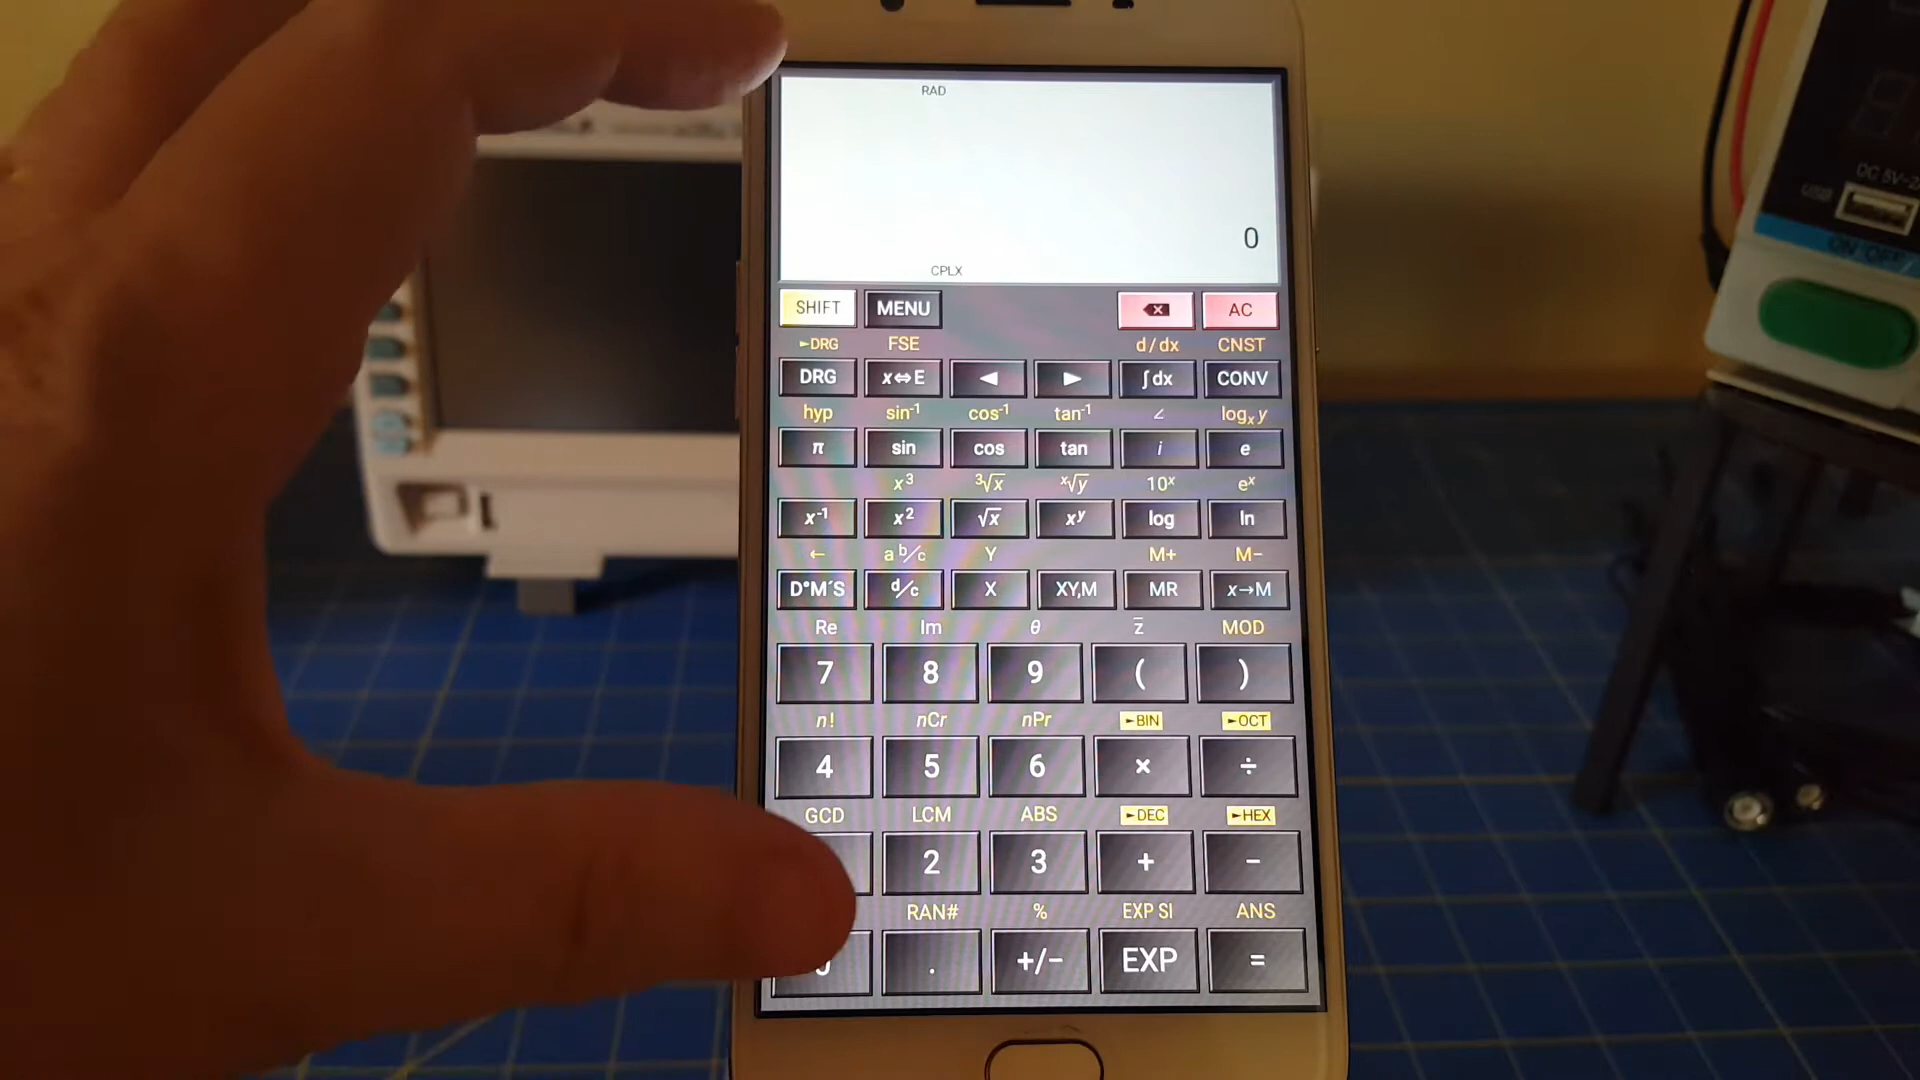 RAD
0
CPLX
SHIFT MENU AC
►DRG FSE d/dx CNST
DRG x⇔E ◄ ► ∫dx CONV
hyp sin⁻¹ cos⁻¹ tan⁻¹ ∠ logₓy
π sin cos tan i e
x³ ³√x ˣ√y 10ˣ eˣ
x⁻¹ x² √x xʸ log ln
← a b/c Y M+ M−
D°M´S d/c X XY,M MR x→M
Re Im θ z̅ MOD
7 8 9 ( )
n! nCr nPr ►BIN ►OCT
4 5 6 × ÷
GCD LCM ABS ►DEC ►HEX
2 3 + −
RAN# % EXP SI ANS
. +/− EXP =
USB
ON OFF